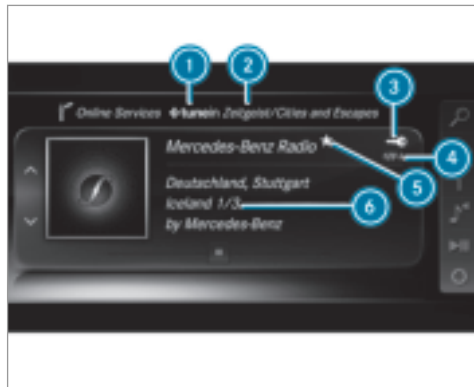 1 2
3
Online Services tunein Zeitgeist/Cities and Escapes
Mercedes-Benz Radio
4
Deutschland, Stuttgart
5
Iceland 1/3
6
by Mercedes-Benz